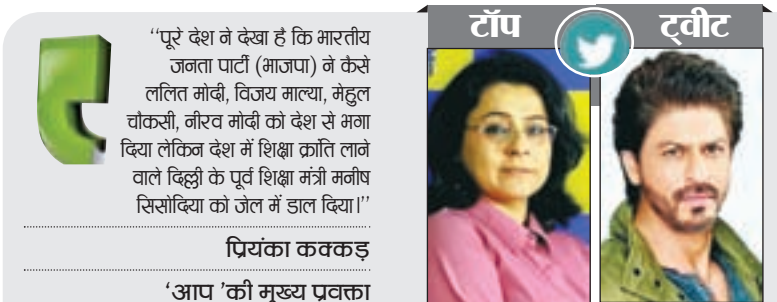 “पूरे देश ने देखा है कि भारतीय
जनता पार्टी (भाजपा) ने कैसे
ललित मोदी, विजय माल्या, मेहुल
चौकसी, नीरव मोदी को देश से भगा
दिया लेकिन देश में शिक्षा क्रांति लाने
वाले दिल्ली के पूर्व शिक्षा मंत्री मनीष
सिसोदिया को जेल में डाल दिया।”
प्रियंका कक्कड़
‘आप ’की मुख्य प्रवक्ता
टॉप ट्वीट